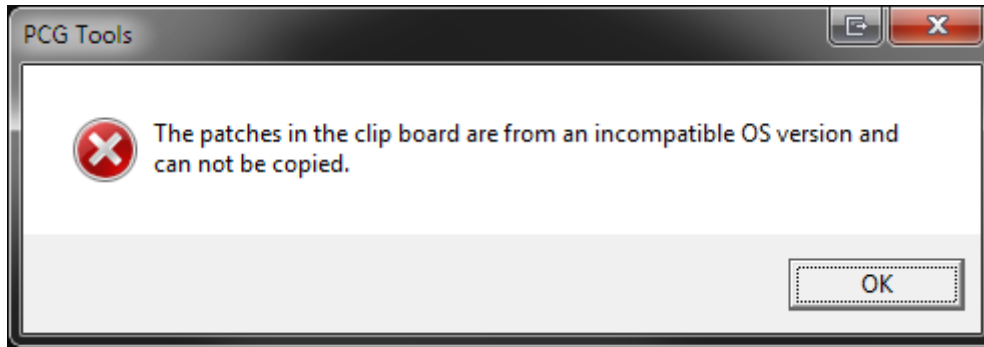 PCG Tools
The patches in the clip board are from an incompatible OS version and
can not be copied.
OK